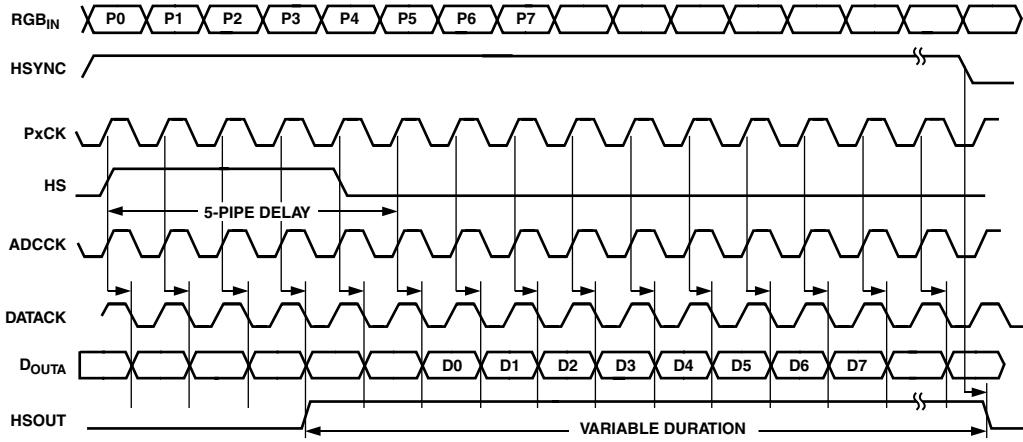 RGBIN P0 P1 P2 P3 P4 P5 P6 P7
HSYNC
PxCK
HS
5-PIPE DELAY
ADCCK
DATACK
DOUTA D0 D1 D2 D3 D4 D5 D6 D7
HSOUT
VARIABLE DURATION